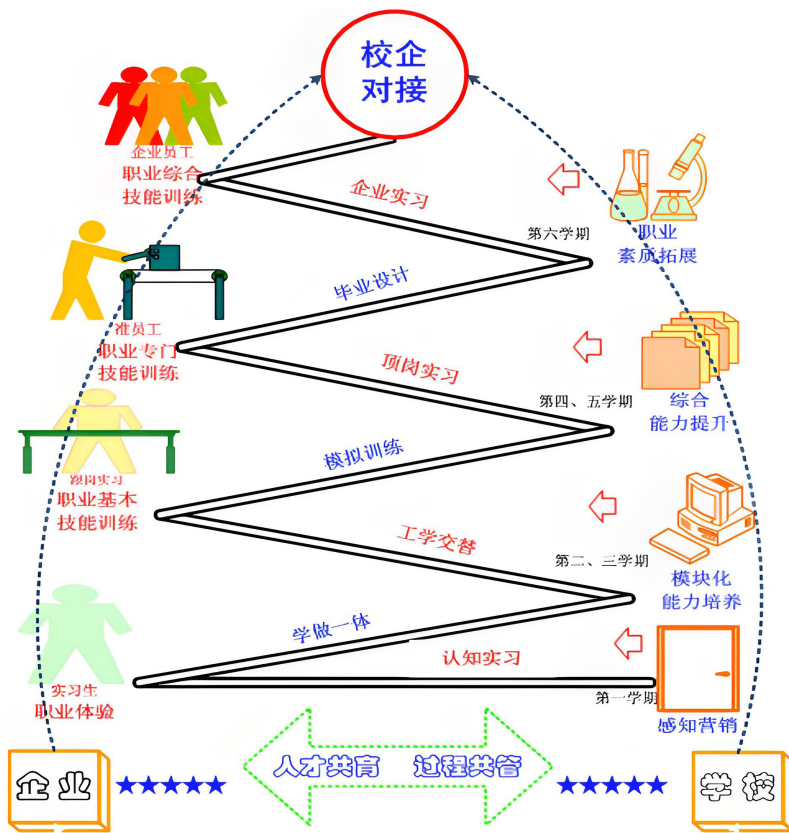 校企
对接
企业员工
职业综合
技能训练
企业实习
第六学期
职业
素质拓展
毕业设计
准员工
职业专门
技能训练
顶岗实习
第四、五学期
综合
能力提升
模拟训练
跟岗实习
职业基本
技能训练
工学交替
第二、三学期
模块化
能力培养
学做一体
认知实习
实习生
职业体验
第一学期
感知营销
企业
人才共育 过程共管
学校